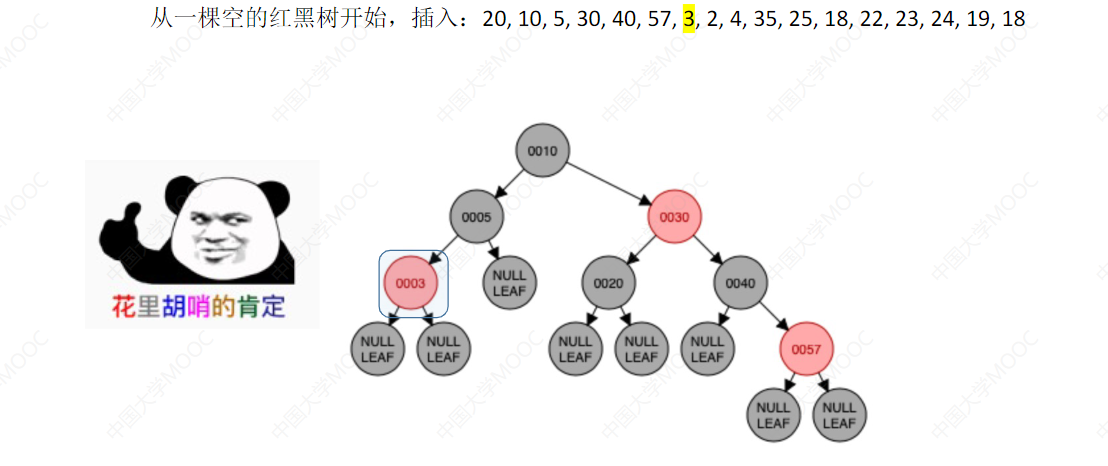 从一棵空的红黑树开始，插入：20, 10, 5, 30, 40, 57, 3, 2, 4, 35, 25, 18, 22, 23, 24, 19, 18
0010
0005
0030
0003
NULL
LEAF
0020
0040
NULL
LEAF
NULL
LEAF
NULL
LEAF
NULL
LEAF
NULL
LEAF
0057
NULL
LEAF
NULL
LEAF
花里胡哨的肯定
中国大学MOOC